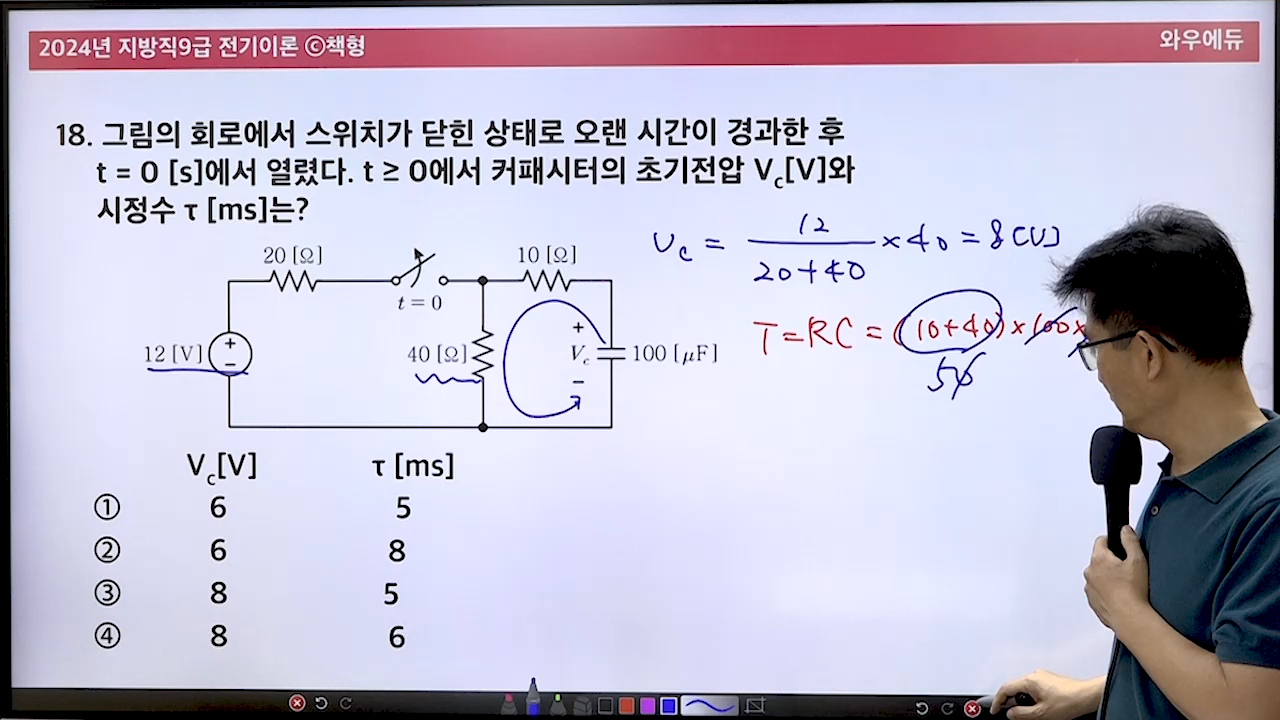 2024년 지방직9급 전기이론 ⓒ책형
와우에듀
18. 그림의 회로에서 스위치가 닫힌 상태로 오랜 시간이 경과한 후
t = 0 [s]에서 열렸다. t ≥ 0에서 커패시터의 초기전압 Vc[V]와
시정수 τ [ms]는?
20 [Ω]
10 [Ω]
t = 0
12 [V]
+
−
40 [Ω]
+
Vc
−
100 [μF]
Vc = 12 / 20+40 × 40 = 8 [V]
T = RC = (10+40) × 100 ×
50
Vc[V] τ [ms]
① 6 5
② 6 8
③ 8 5
④ 8 6